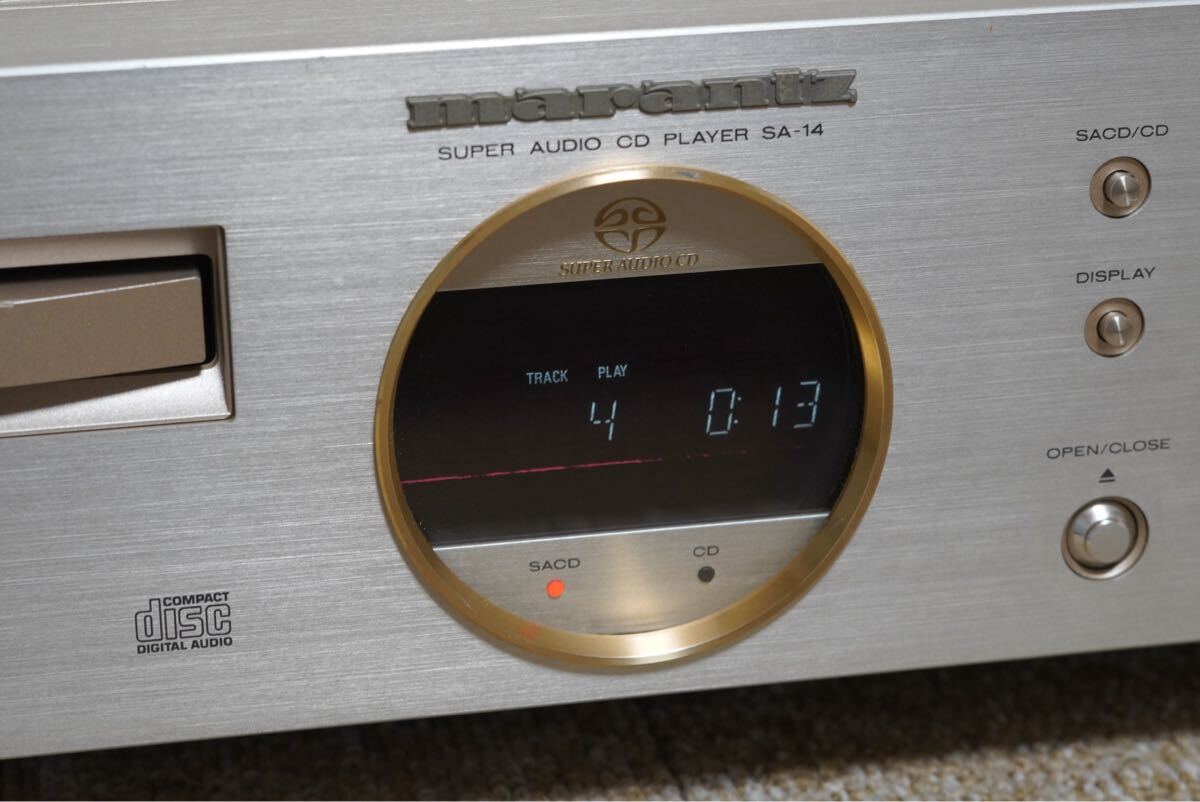 marantz
SUPER AUDIO CD PLAYER SA-14
SUPER AUDIO CD
TRACK PLAY
4 0:13
SACD CD
SACD/CD
DISPLAY
OPEN/CLOSE
COMPACT
disc
DIGITAL AUDIO